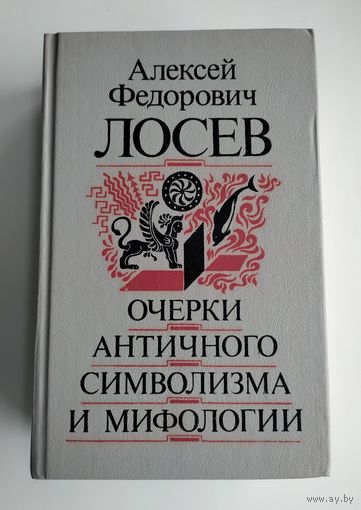 Алексей
Федорович
ЛОСЕВ
ОЧЕРКИ
АНТИЧНОГО
СИМВОЛИЗМА
И МИФОЛОГИИ
www.ay.by